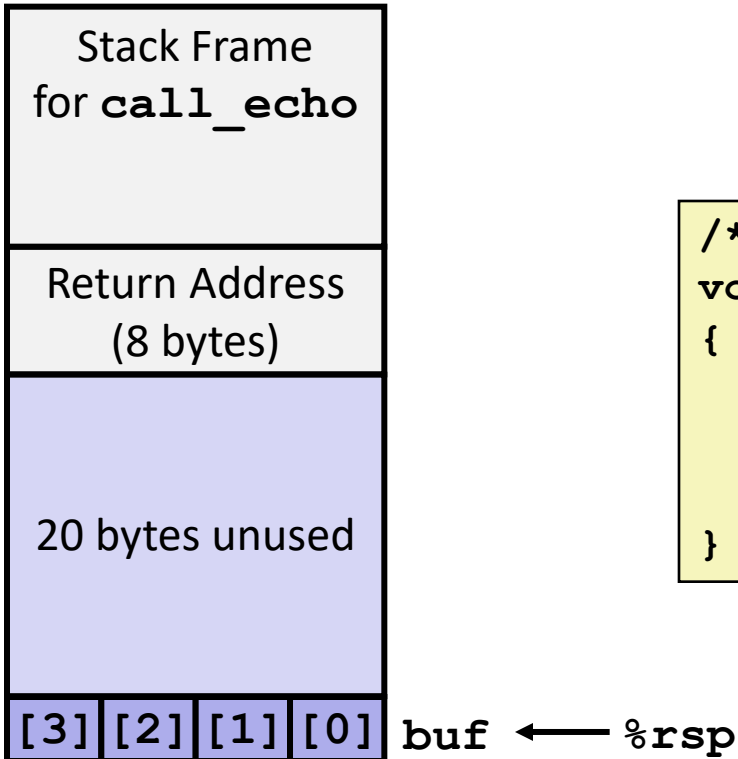 Stack Frame
for call_echo
Return Address
(8 bytes)
20 bytes unused
[3] [2] [1] [0] buf ← %rsp
/*
vo
{
}